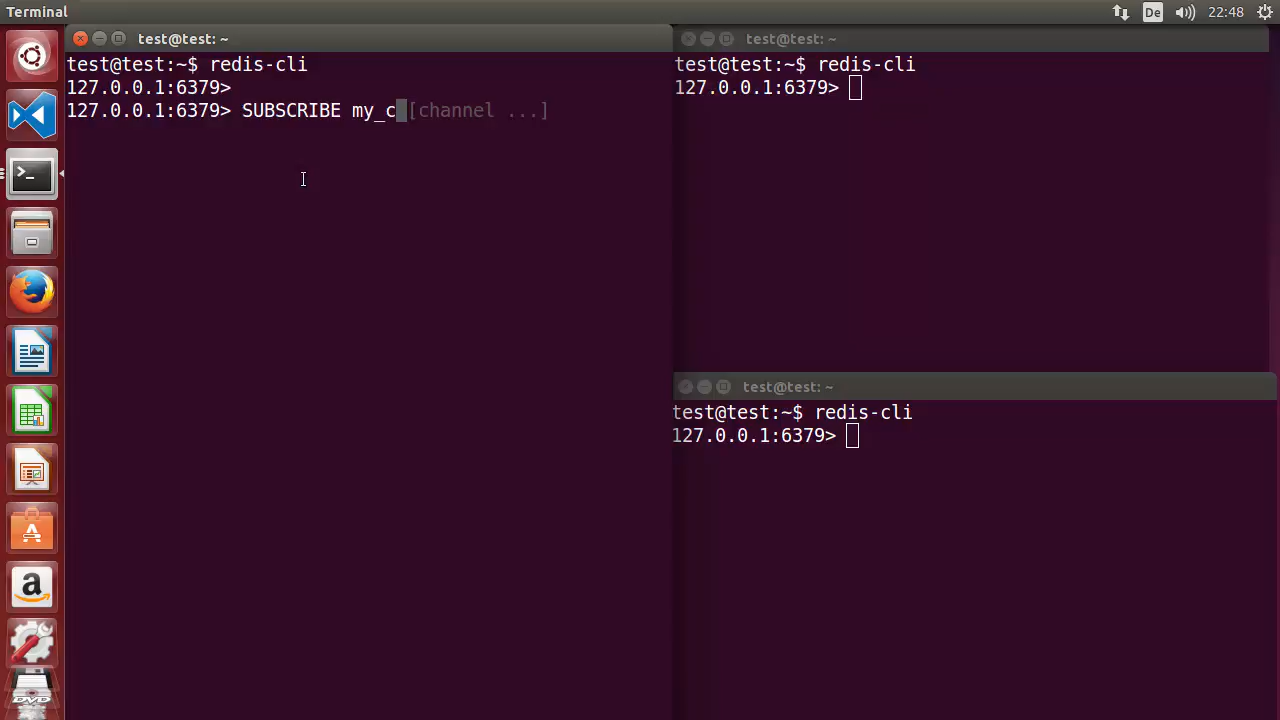 Terminal
De
22:48
test@test: ~
test@test:~$ redis-cli
127.0.0.1:6379>
127.0.0.1:6379> SUBSCRIBE my_c [channel ...]
test@test: ~
test@test:~$ redis-cli
127.0.0.1:6379>
test@test: ~
test@test:~$ redis-cli
127.0.0.1:6379>